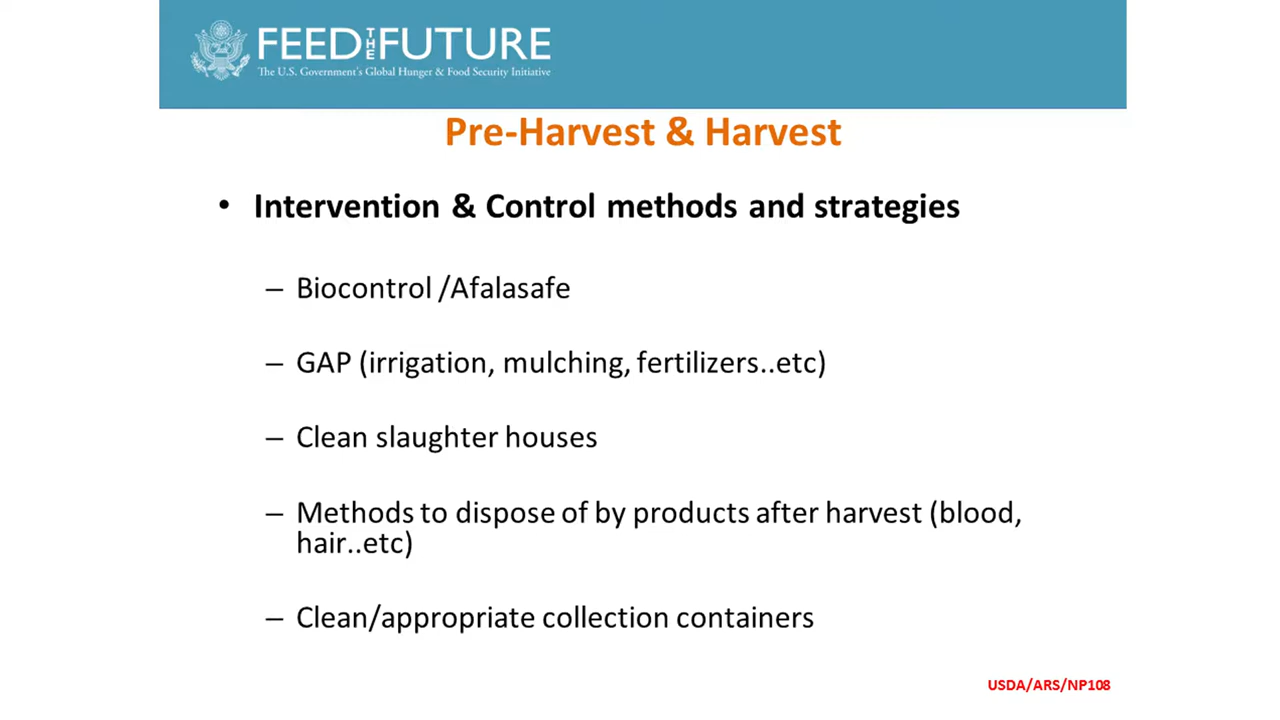 FEED THE FUTURE
The U.S. Government's Global Hunger & Food Security Initiative
Pre-Harvest & Harvest
• Intervention & Control methods and strategies
– Biocontrol /Afalasafe
– GAP (irrigation, mulching, fertilizers..etc)
– Clean slaughter houses
– Methods to dispose of by products after harvest (blood,
hair..etc)
– Clean/appropriate collection containers
USDA/ARS/NP108